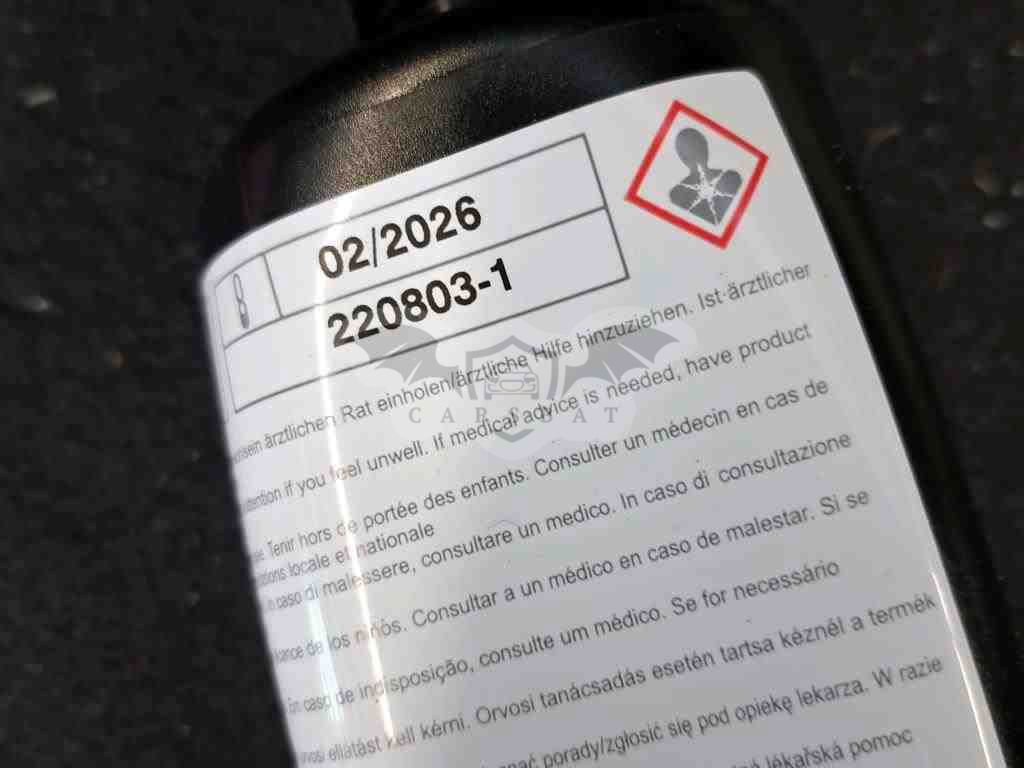 02/2026
220803-1
CAR COAT
ärztlichen Rat einholen/ärztliche Hilfe hinzuziehen. Ist ärztlicher
if you feel unwell. If medical advice is needed, have product
Tenir hors de portée des enfants. Consulter un médecin en cas de
locale et nationale
caso di malessere, consultare un medico. In caso di consultazione
de los niños. Consultar a un médico en caso de malestar. Si se
Em caso de indisposição, consulte um médico. Se for necessário
ellátást kell kérni. Orvosi tanácsadás esetén tartsa kéznél a termék
porady/zgłosić się pod opiekę lekarza. W razie
lékařská pomoc